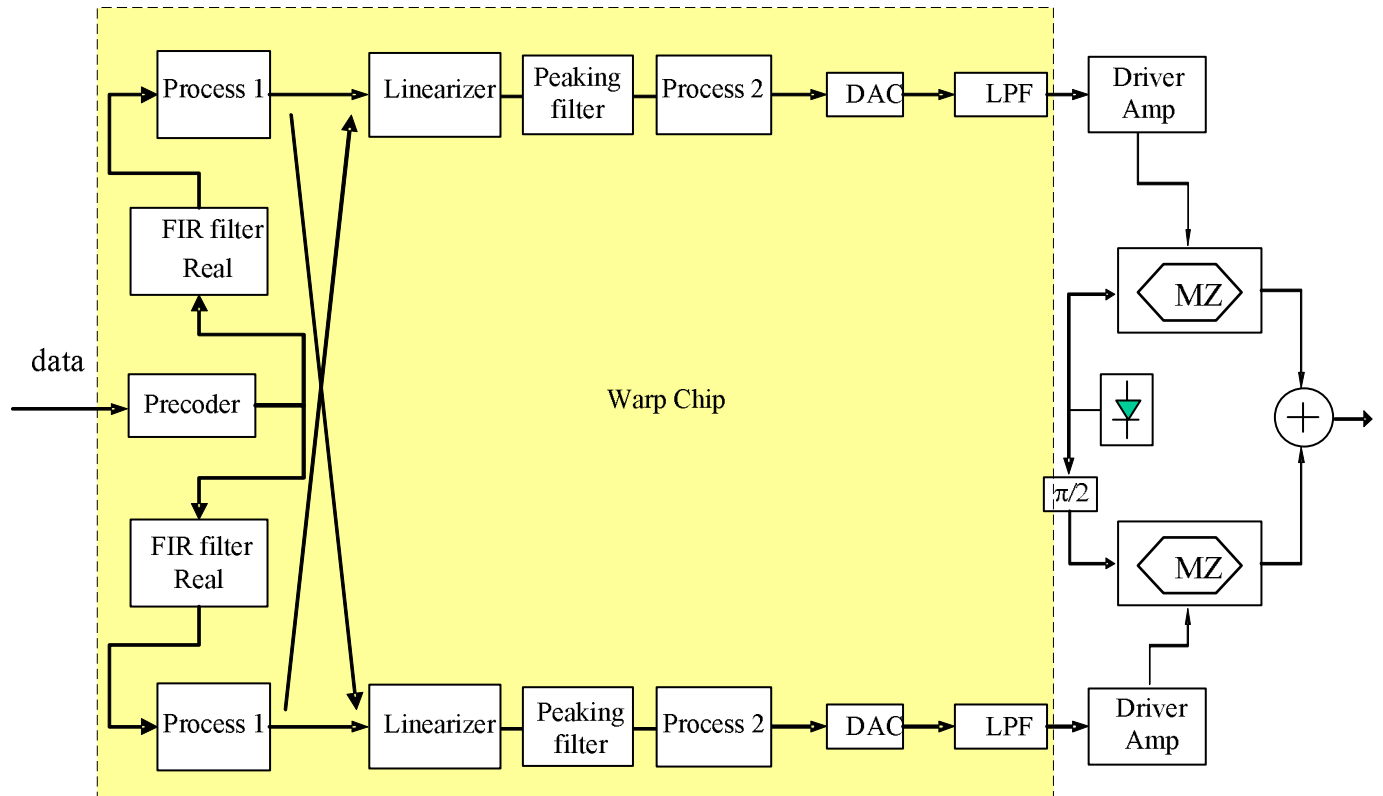 Process 1
Linearizer
Peaking
filter
Process 2
DAC
LPF
Driver
Amp
FIR filter
Real
MZ
data
Precoder
Warp Chip
+
π/2
FIR filter
Real
MZ
Process 1
Linearizer
Peaking
filter
Process 2
DAC
LPF
Driver
Amp